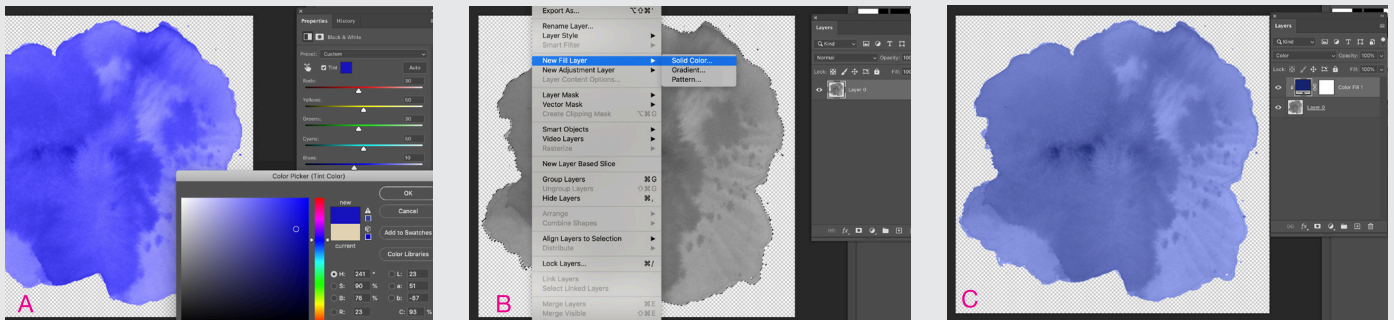 Properties History
Black & White
Preset: Custom
Tint Auto
Reds: 30
Yellows: 50
Greens: 30
Cyans: 50
Blues: 10
Color Picker (Tint Color)
new
current
OK
Cancel
Add to Swatches
Color Libraries
H: 241 °
S: 90 %
B: 76 %
R: 23
L: 23
a: 51
b: -87
C: 93 %
A
Export As... ⌥⇧⌘'
Rename Layer...
Layer Style
Smart Filter
New Fill Layer
New Adjustment Layer
Layer Content Options...
Layer Mask
Vector Mask
Create Clipping Mask ⌥⌘G
Smart Objects
Video Layers
Rasterize
New Layer Based Slice
Group Layers ⌘G
Ungroup Layers ⇧⌘G
Hide Layers ⌘,
Arrange
Combine Shapes
Align Layers to Selection
Distribute
Lock Layers... ⌘/
Link Layers
Select Linked Layers
Merge Layers ⌘E
Merge Visible ⇧⌘E
Solid Color...
Gradient...
Pattern...
Layers
Kind
Normal Opacity:
Lock: Fill:
Layer 0
fx
B
Layers
Kind
Color Opacity: 100%
Lock: Fill: 100%
Color Fill 1
Layer 0
fx
C